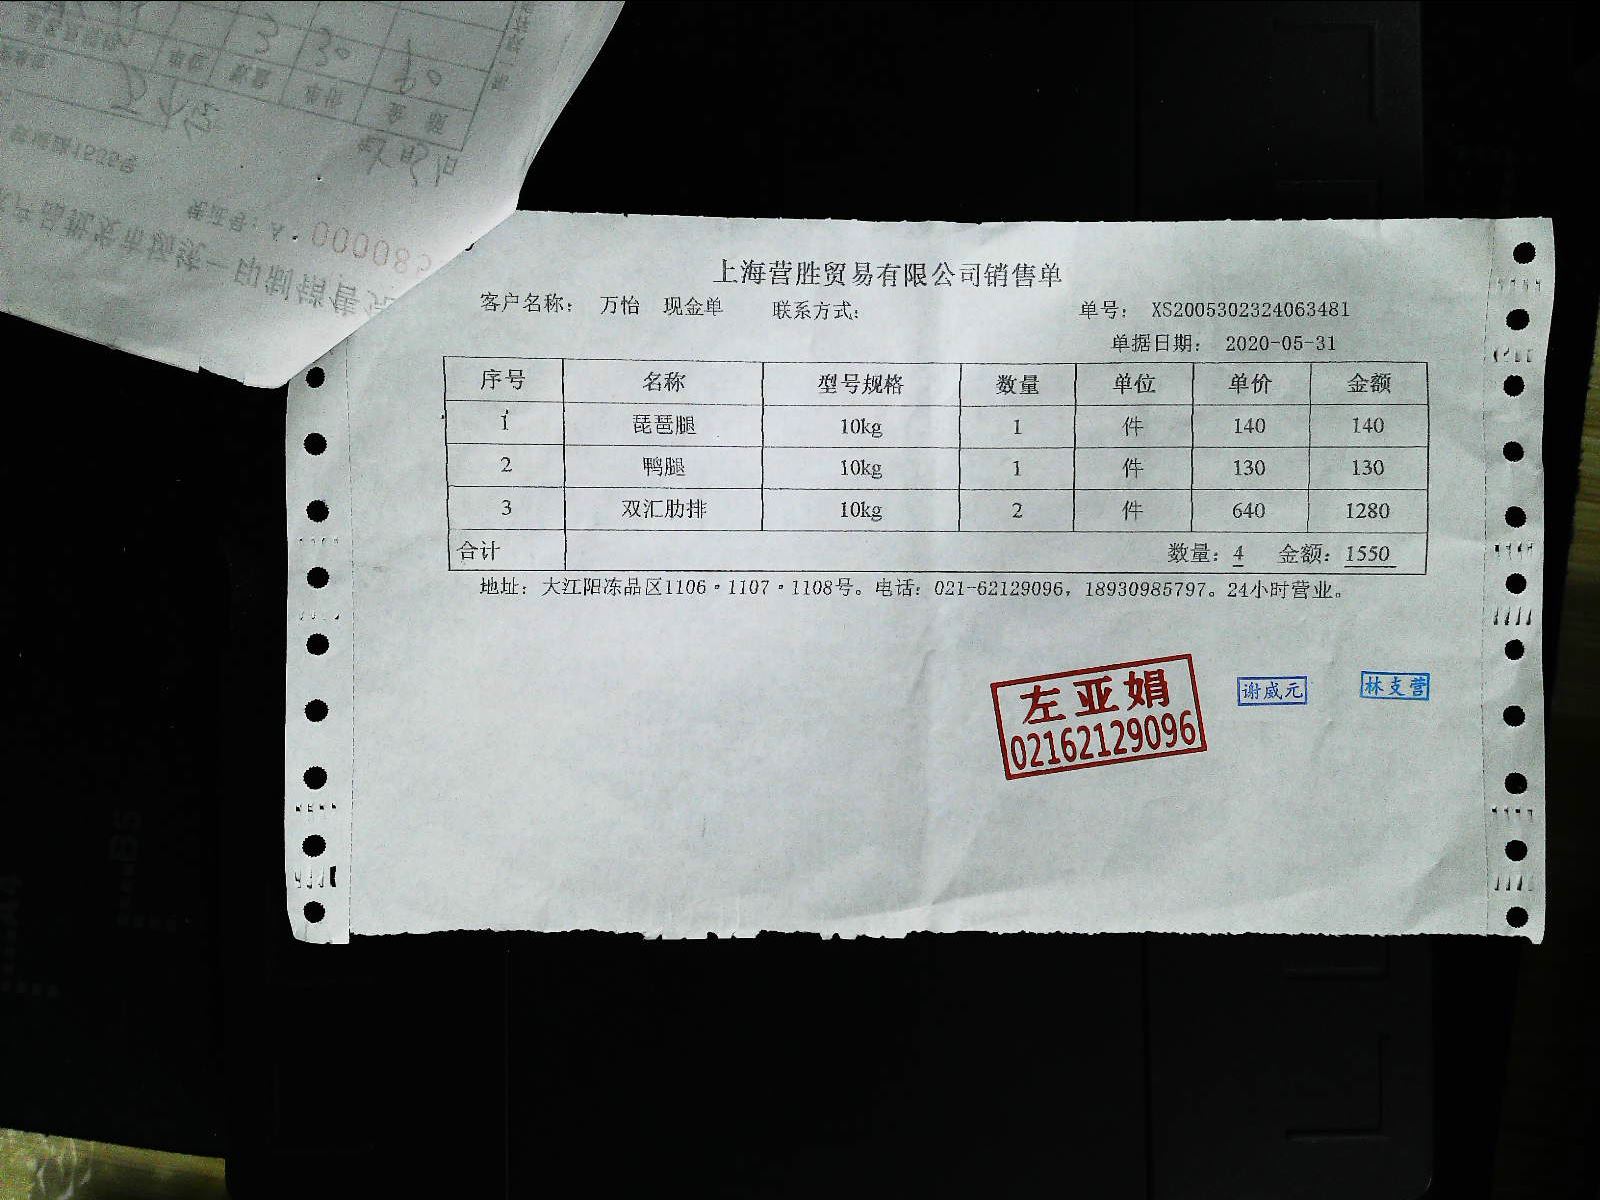 上海营胜贸易有限公司销售单
客户名称： 万怡 现金单 联系方式： 单号： XS2005302324063481
单据日期： 2020-05-31
序号 名称 型号规格 数量 单位 单价 金额
1 琵琶腿 10kg 1 件 140 140
2 鸭腿 10kg 1 件 130 130
3 双汇肋排 10kg 2 件 640 1280
合计 数量：4 金额：1550
地址：大江阳冻品区1106·1107·1108号。电话：021-62129096，18930985797。24小时营业。
左亚娟
02162129096
谢威元
林支营